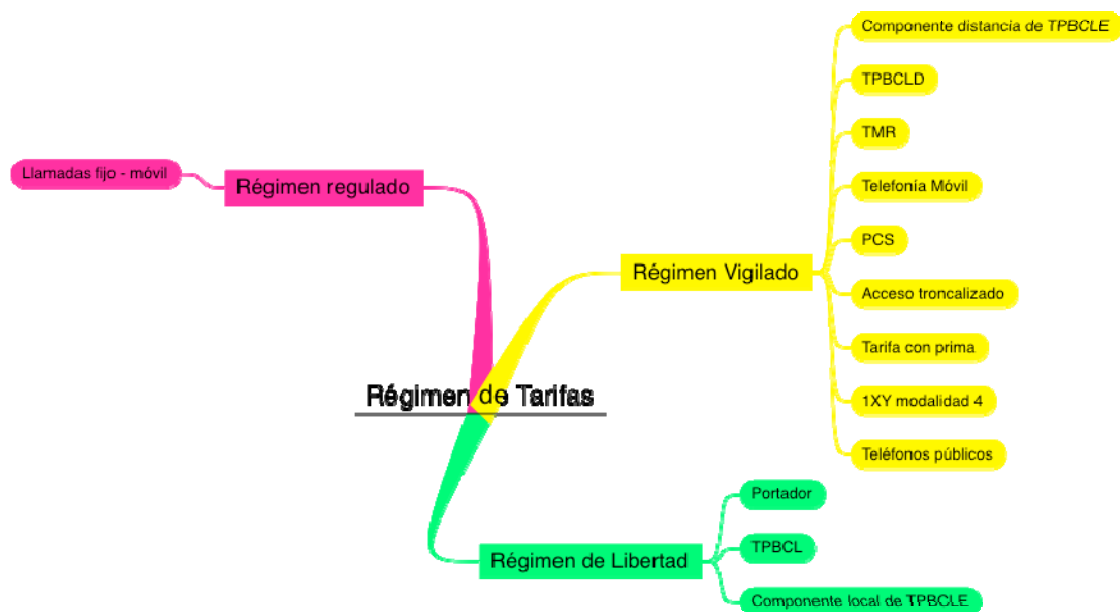 Componente distancia de TPBCLE
TPBCLD
TMR
Llamadas fijo - móvil
Régimen regulado
Telefonía Móvil
PCS
Régimen Vigilado
Acceso troncalizado
Tarifa con prima
Régimen de Tarifas
1XY modalidad 4
Teléfonos públicos
Portador
TPBCL
Régimen de Libertad
Componente local de TPBCLE